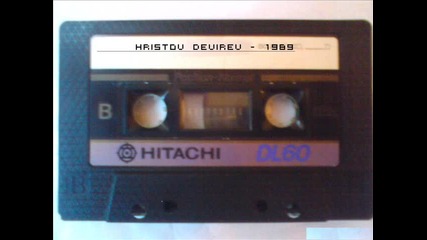 HRISTOV DEVIREV - 1989
B
HITACHI DL60